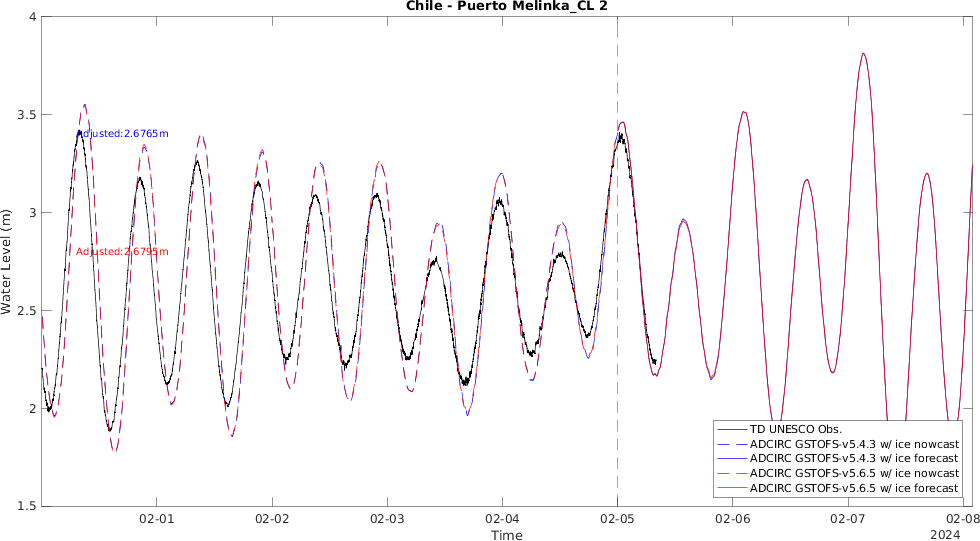 Chile - Puerto Melinka_CL 2
4
3.5
3
2.5
2
1.5
Water Level (m)
Adjusted:2.6765m
Adjusted:2.6795m
TD UNESCO Obs.
ADCIRC GSTOFS-v5.4.3 w/ ice nowcast
ADCIRC GSTOFS-v5.4.3 w/ ice forecast
ADCIRC GSTOFS-v5.6.5 w/ ice nowcast
ADCIRC GSTOFS-v5.6.5 w/ ice forecast
02-01 02-02 02-03 02-04 02-05 02-06 02-07 02-08
Time 2024